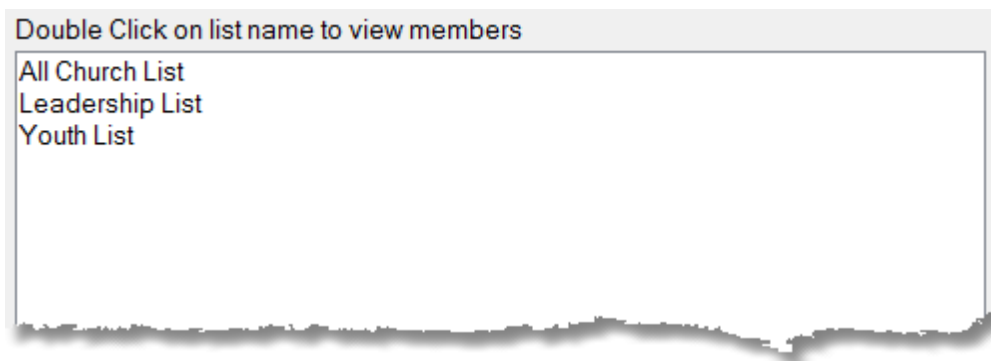 Double Click on list name to view members
All Church List
Leadership List
Youth List